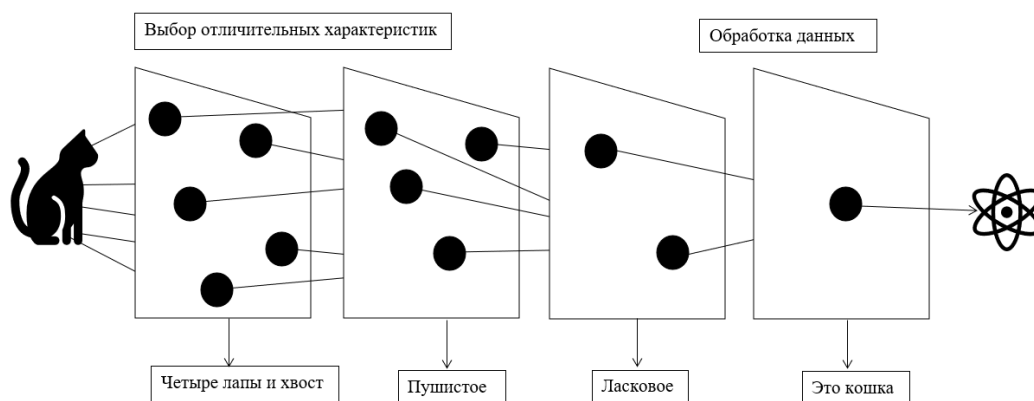 Выбор отличительных характеристик
Обработка данных
Четыре лапы и хвост
Пушистое
Ласковое
Это кошка